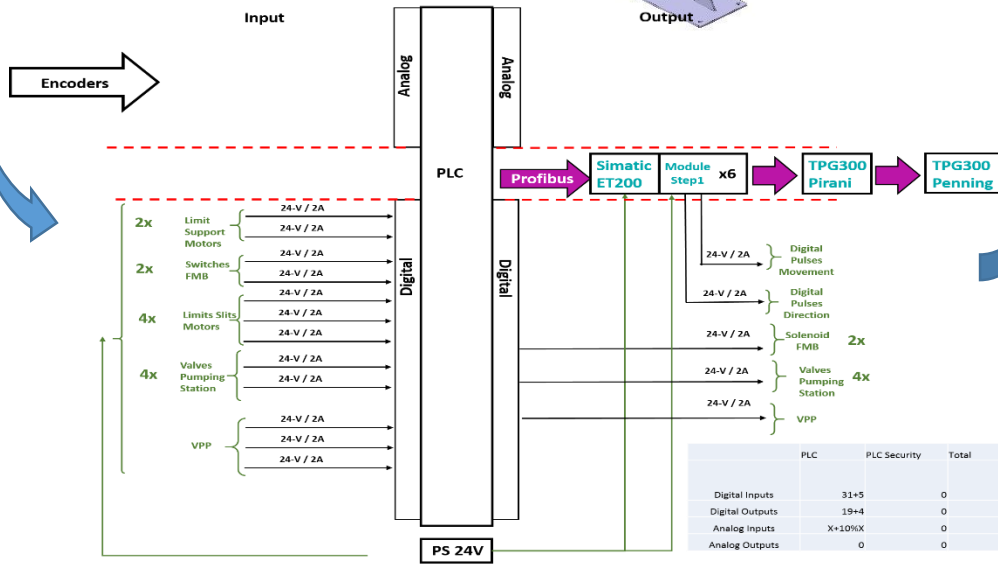 Input
Output
Encoders
Analog
Analog
PLC
Profibus
Simatic
ET200
Module
Step1
x6
TPG300
Pirani
TPG300
Penning
Digital
Digital
2x
Limit
Support
Motors
24-V / 2A
24-V / 2A
2x
Switches
FMB
24-V / 2A
24-V / 2A
4x
Limits Slits
Motors
24-V / 2A
24-V / 2A
24-V / 2A
4x
Valves
Pumping
Station
24-V / 2A
24-V / 2A
VPP
24-V / 2A
24-V / 2A
24-V / 2A
24-V / 2A
Digital
Pulses
Movement
24-V / 2A
Digital
Pulses
Direction
24-V / 2A
Solenoid
FMB
2x
24-V / 2A
Valves
Pumping
Station
4x
24-V / 2A
VPP
PS 24V
PLC PLC Security Total
Digital Inputs 31+5 0
Digital Outputs 19+4 0
Analog Inputs X+10%X 0
Analog Outputs 0 0